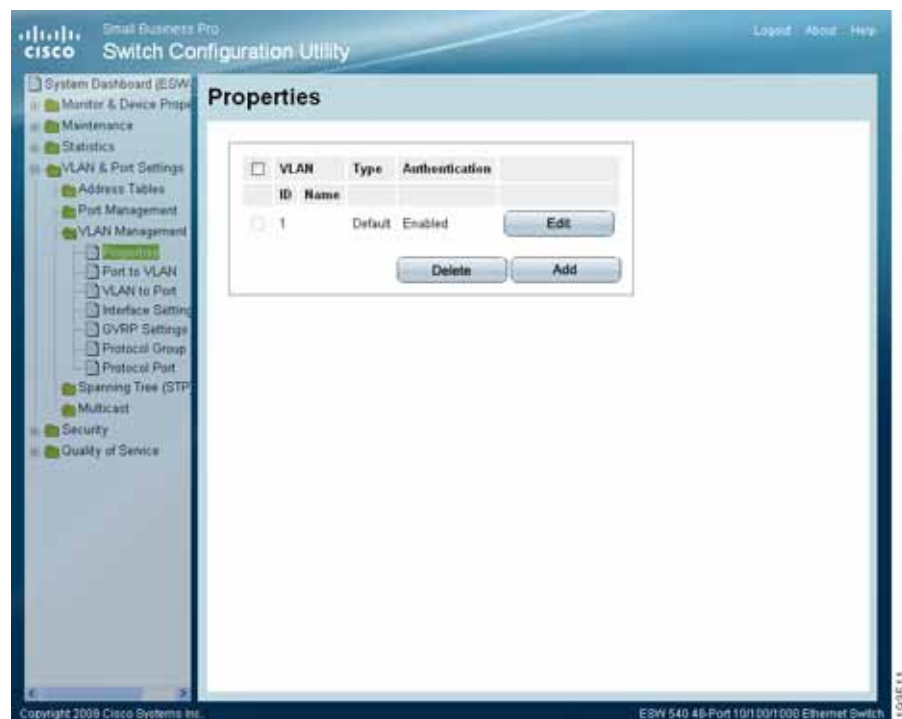 Small Business Pro
CISCO Switch Configuration Utility
Logout About Help
System Dashboard (ESW-
Monitor & Device Prope
Maintenance
Statistics
VLAN & Port Settings
Address Tables
Port Management
VLAN Management
Properties
Port to VLAN
VLAN to Port
Interface Setting
GVRP Settings
Protocol Group
Protocol Port
Spanning Tree (STP
Multicast
Security
Quality of Service
Properties
VLAN Type Authentication
ID Name
1 Default Enabled Edit
Delete Add
Copyright 2009 Cisco Systems Inc.
ESW 540 48-Port 10/100/1000 Ethernet Switch